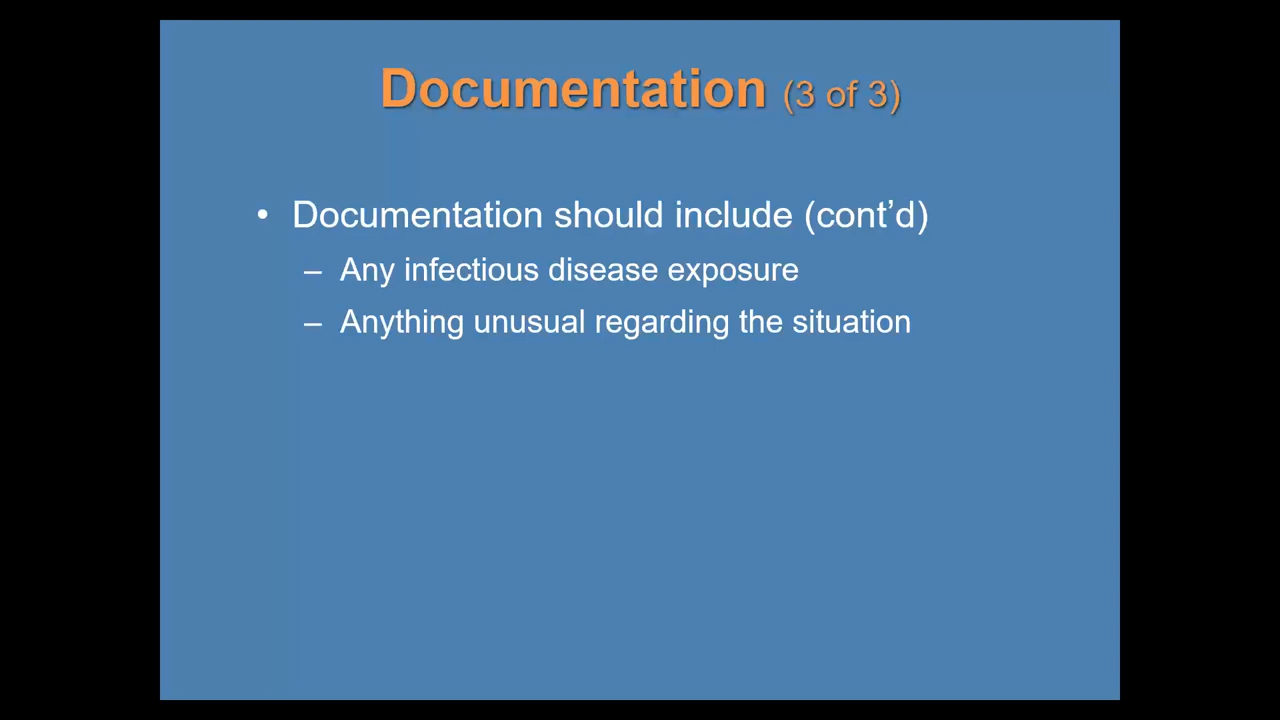 Documentation (3 of 3)
• Documentation should include (cont’d)
– Any infectious disease exposure
– Anything unusual regarding the situation